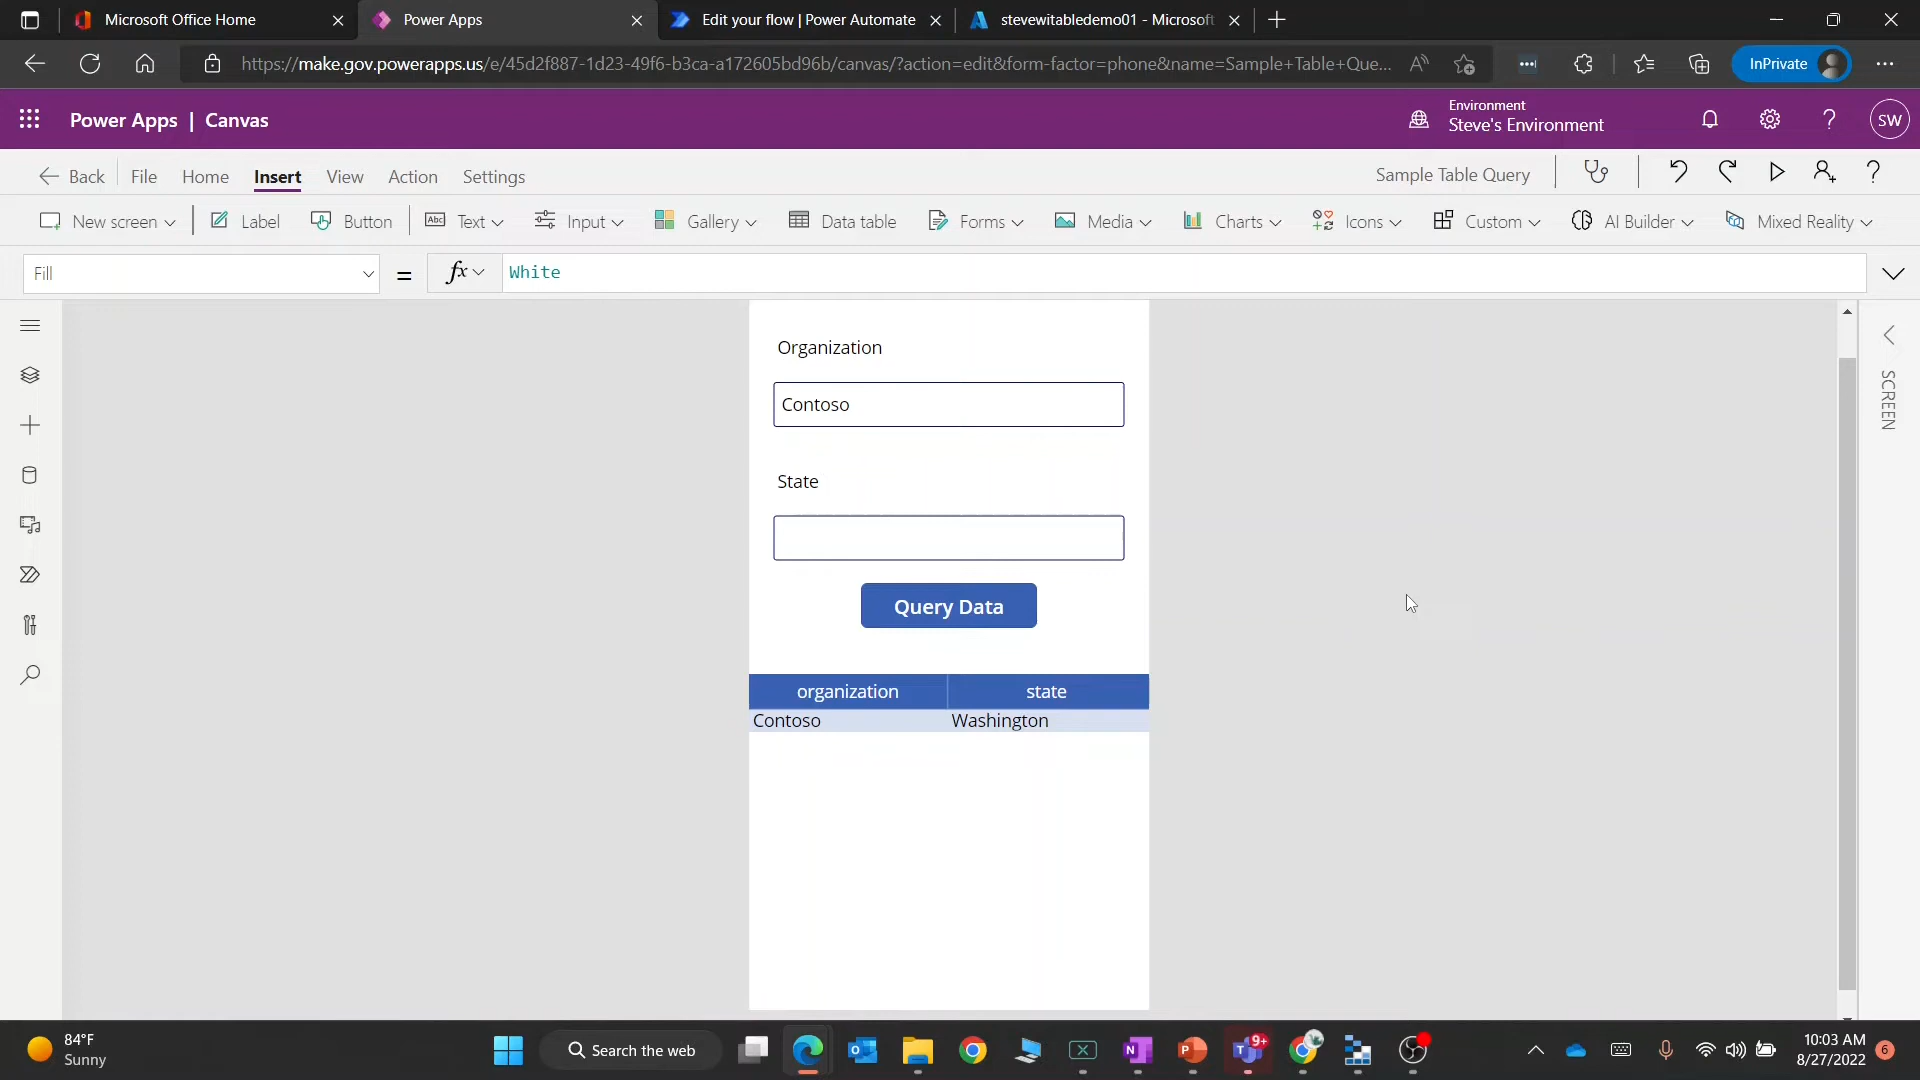 Microsoft Office Home
Power Apps
Edit your flow | Power Automate
stevewitabledemo01 - Microsoft
https://make.gov.powerapps.us/e/45d2f887-1d23-49f6-b3ca-a172605bd96b/canvas/?action=edit&form-factor=phone&name=Sample+Table+Que...
InPrivate
Power Apps | Canvas
Environment
Steve's Environment
SW
Back
File
Home
Insert
View
Action
Settings
Sample Table Query
New screen
Label
Button
Abc
Text
Input
Gallery
Data table
Forms
Media
Charts
Icons
Custom
AI Builder
Mixed Reality
Fill
=
fx
White
Organization
Contoso
State
Query Data
organization state
Contoso Washington
SCREEN
84°F
Sunny
Search the web
9+
10:03 AM
8/27/2022
6